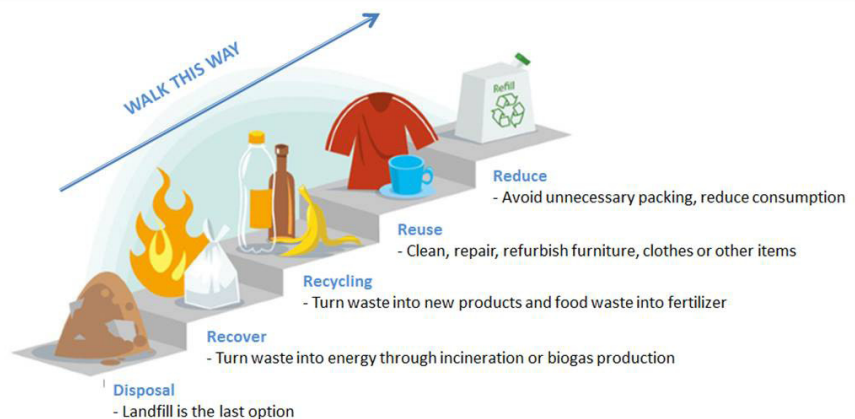 WALK THIS WAY
Refill
Reduce
- Avoid unnecessary packing, reduce consumption
Reuse
- Clean, repair, refurbish furniture, clothes or other items
Recycling
- Turn waste into new products and food waste into fertilizer
Recover
- Turn waste into energy through incineration or biogas production
Disposal
- Landfill is the last option